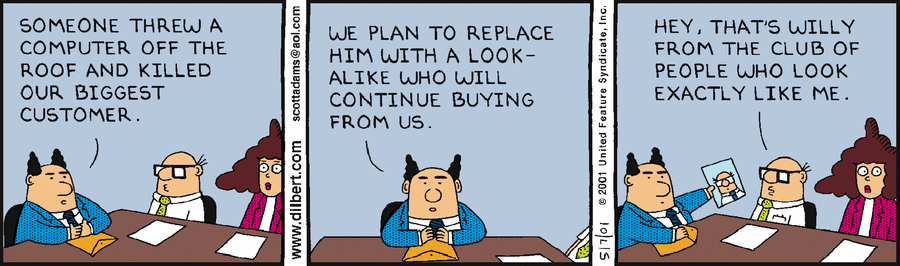 SOMEONE THREW A
COMPUTER OFF THE
ROOF AND KILLED
OUR BIGGEST
CUSTOMER.
www.dilbert.com scottadams@aol.com
WE PLAN TO REPLACE
HIM WITH A LOOK-
ALIKE WHO WILL
CONTINUE BUYING
FROM US.
5/7/01 © 2001 United Feature Syndicate, Inc.
HEY, THAT'S WILLY
FROM THE CLUB OF
PEOPLE WHO LOOK
EXACTLY LIKE ME.